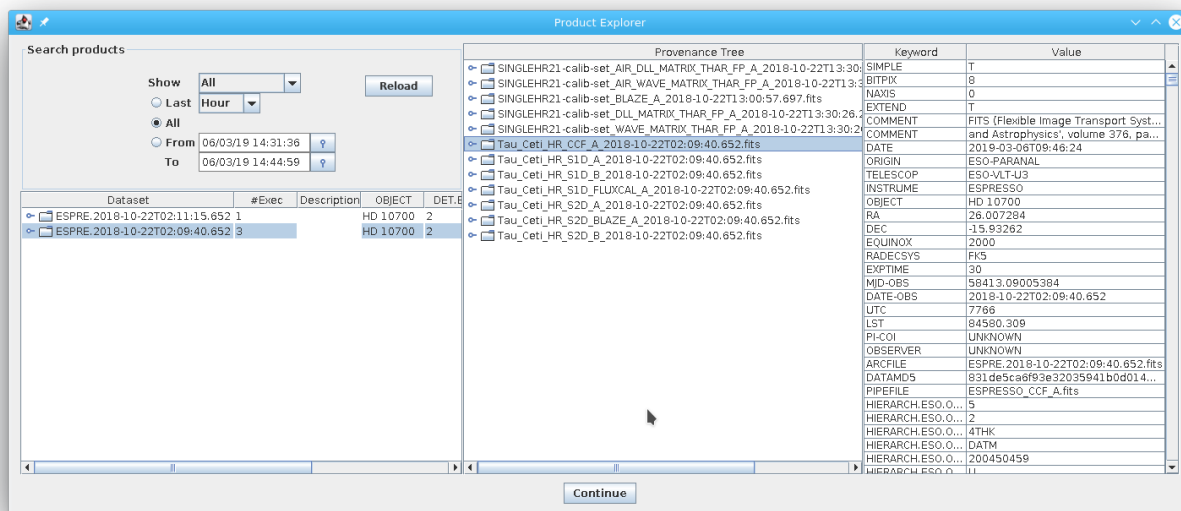 Product Explorer
Search products
Show All
Reload
Last Hour
All
From 06/03/19 14:31:36
To 06/03/19 14:44:59
Dataset #Exec Description OBJECT DET.B
ESPRE.2018-10-22T02:11:15.652 1 HD 10700 2
ESPRE.2018-10-22T02:09:40.652 3 HD 10700 2
Provenance Tree
SINGLEHR21-calib-set_AIR_DLL_MATRIX_THAR_FP_A_2018-10-22T13:30:
SINGLEHR21-calib-set_AIR_WAVE_MATRIX_THAR_FP_A_2018-10-22T13:
SINGLEHR21-calib-set_BLAZE_A_2018-10-22T13:00:57.697.fits
SINGLEHR21-calib-set_DLL_MATRIX_THAR_FP_A_2018-10-22T13:30:26.2
SINGLEHR21-calib-set_WAVE_MATRIX_THAR_FP_A_2018-10-22T13:30:26
Tau_Ceti_HR_CCF_A_2018-10-22T02:09:40.652.fits
Tau_Ceti_HR_S1D_A_2018-10-22T02:09:40.652.fits
Tau_Ceti_HR_S1D_B_2018-10-22T02:09:40.652.fits
Tau_Ceti_HR_S1D_FLUXCAL_A_2018-10-22T02:09:40.652.fits
Tau_Ceti_HR_S2D_A_2018-10-22T02:09:40.652.fits
Tau_Ceti_HR_S2D_BLAZE_A_2018-10-22T02:09:40.652.fits
Tau_Ceti_HR_S2D_B_2018-10-22T02:09:40.652.fits
Keyword Value
SIMPLE T
BITPIX 8
NAXIS 0
EXTEND T
COMMENT FITS (Flexible Image Transport Syst...
COMMENT and Astrophysics', volume 376, pa...
DATE 2019-03-06T09:46:24
ORIGIN ESO-PARANAL
TELESCOP ESO-VLT-U3
INSTRUME ESPRESSO
OBJECT HD 10700
RA 26.007284
DEC -15.93262
EQUINOX 2000
RADECSYS FK5
EXPTIME 30
MJD-OBS 58413.09005384
DATE-OBS 2018-10-22T02:09:40.652
UTC 7766
LST 84580.309
PI-COI UNKNOWN
OBSERVER UNKNOWN
ARCFILE ESPRE.2018-10-22T02:09:40.652.fits
DATAMD5 831de5ca6f93e32035941b0d014...
PIPEFILE ESPRESSO_CCF_A.fits
HIERARCH.ESO.O... 5
HIERARCH.ESO.O... 2
HIERARCH.ESO.O... 4THK
HIERARCH.ESO.O... DATM
HIERARCH.ESO.O... 200450459
HIERARCH.ESO.O...
Continue